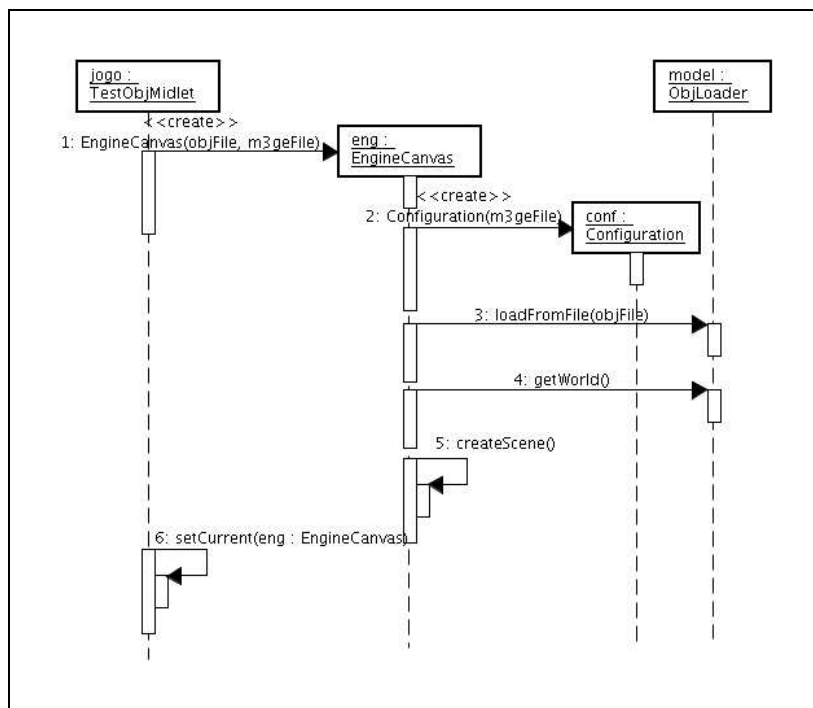 jogo :
TestObjMidlet
model :
ObjLoader
<<create>>
1: EngineCanvas(objFile, m3geFile)
eng :
EngineCanvas
<<create>>
2: Configuration(m3geFile)
conf :
Configuration
3: loadFromFile(objFile)
4: getWorld()
5: createScene()
6: setCurrent(eng : EngineCanvas)